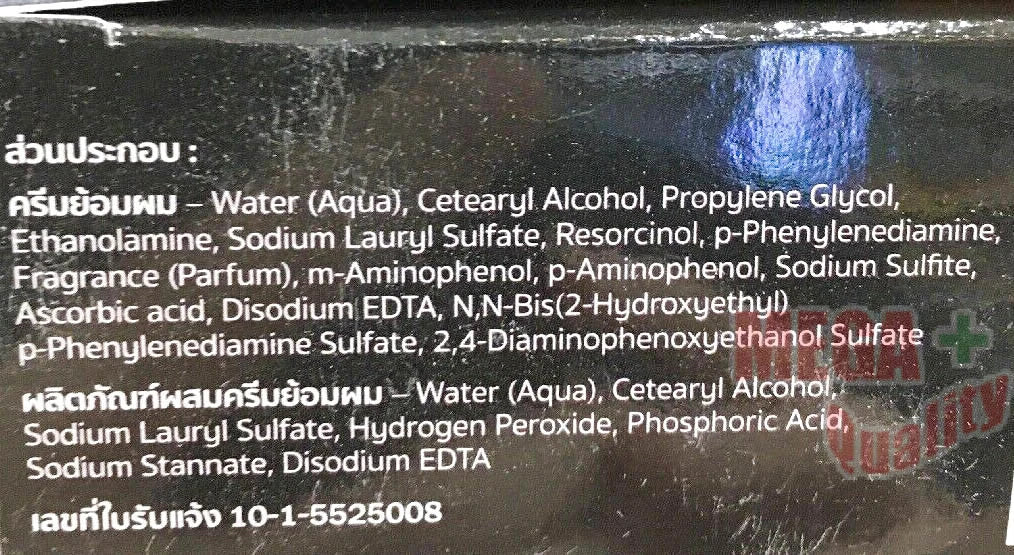 ส่วนประกอบ :
ครีมย้อมผม – Water (Aqua), Cetearyl Alcohol, Propylene Glycol,
Ethanolamine, Sodium Lauryl Sulfate, Resorcinol, p-Phenylenediamine,
Fragrance (Parfum), m-Aminophenol, p-Aminophenol, Sodium Sulfite,
Ascorbic acid, Disodium EDTA, N,N-Bis(2-Hydroxyethyl)
p-Phenylenediamine Sulfate, 2,4-Diaminophenoxyethanol Sulfate
MEGA +
Quality
ผลิตภัณฑ์ผสมครีมย้อมผม – Water (Aqua), Cetearyl Alcohol,
Sodium Lauryl Sulfate, Hydrogen Peroxide, Phosphoric Acid,
Sodium Stannate, Disodium EDTA
เลขที่ใบรับแจ้ง 10-1-5525008